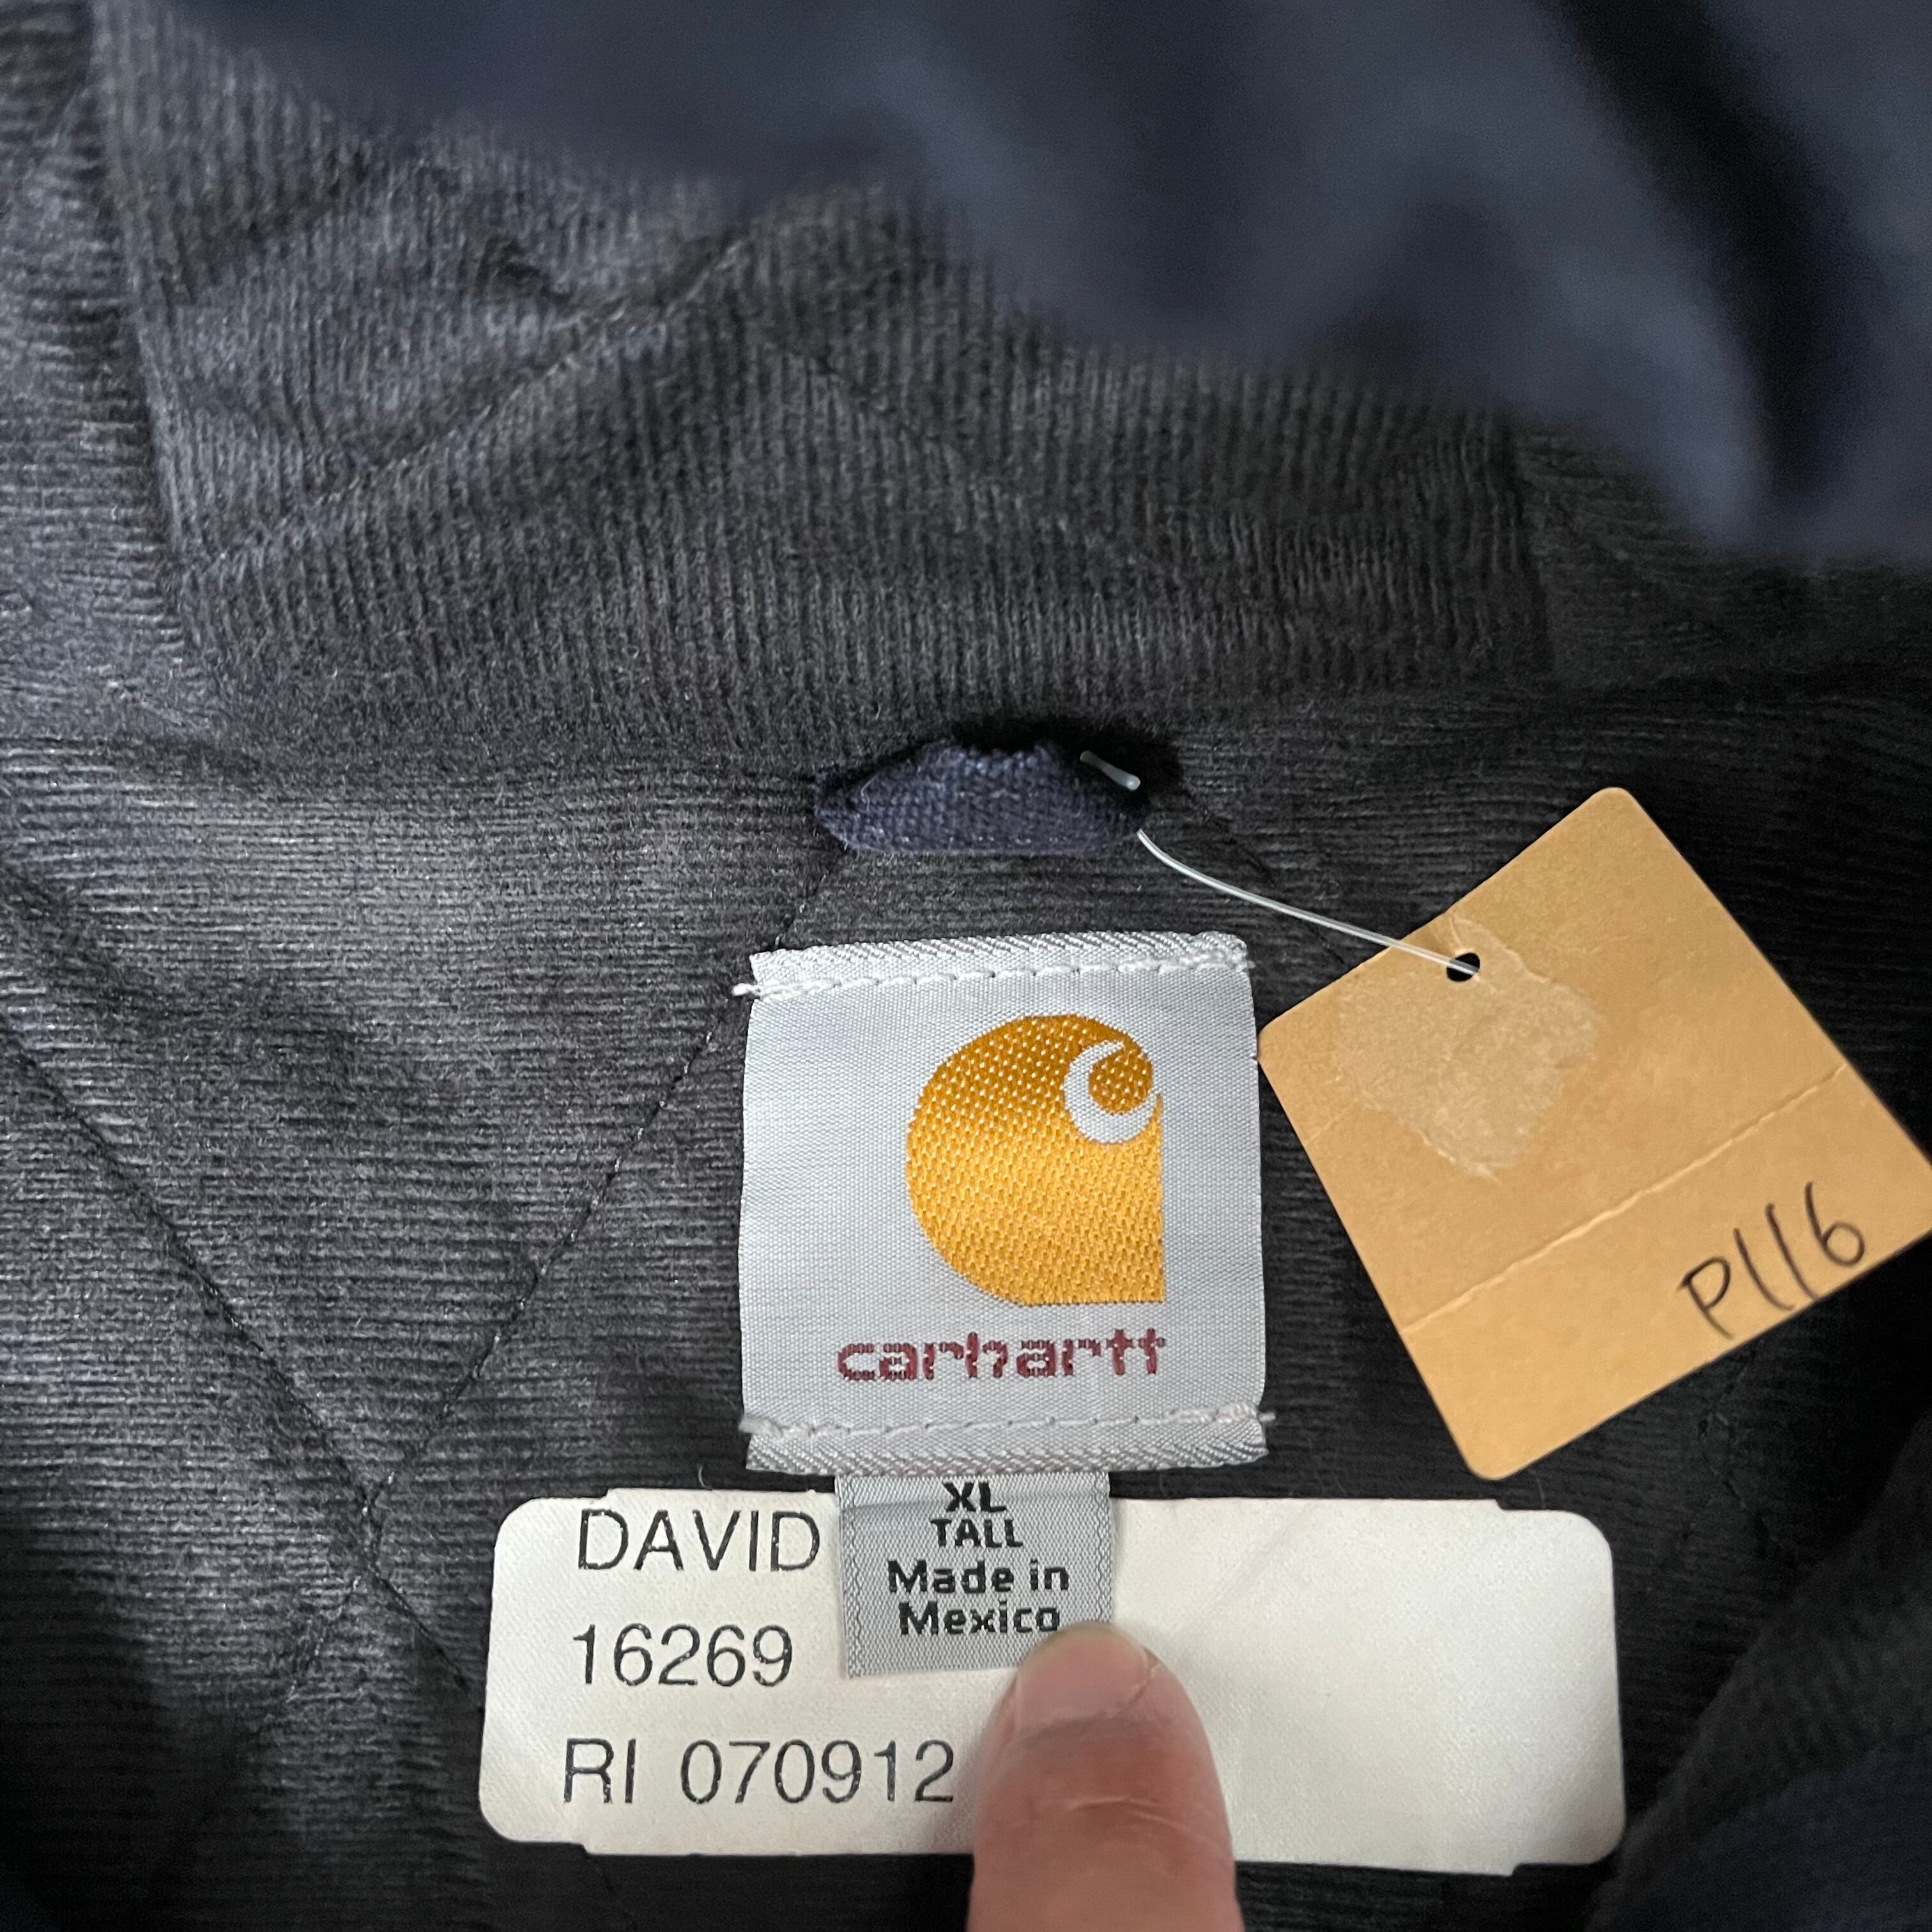 carhartt
P116
XL
TALL
Made in
Mexico
DAVID
16269
RI 070912